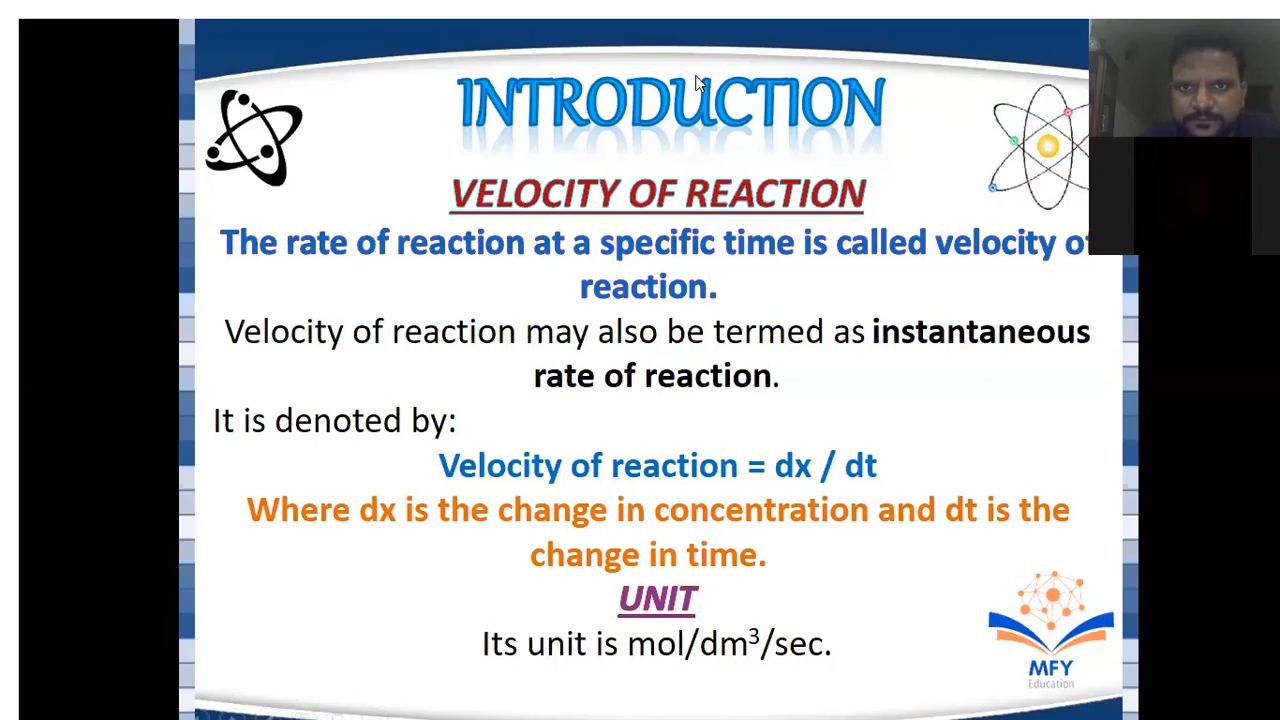 INTRODUCTION
VELOCITY OF REACTION
The rate of reaction at a specific time is called velocity of
reaction.
Velocity of reaction may also be termed as instantaneous
rate of reaction.
It is denoted by:
Velocity of reaction = dx / dt
Where dx is the change in concentration and dt is the
change in time.
UNIT
Its unit is mol/dm³/sec.
MFY
Education